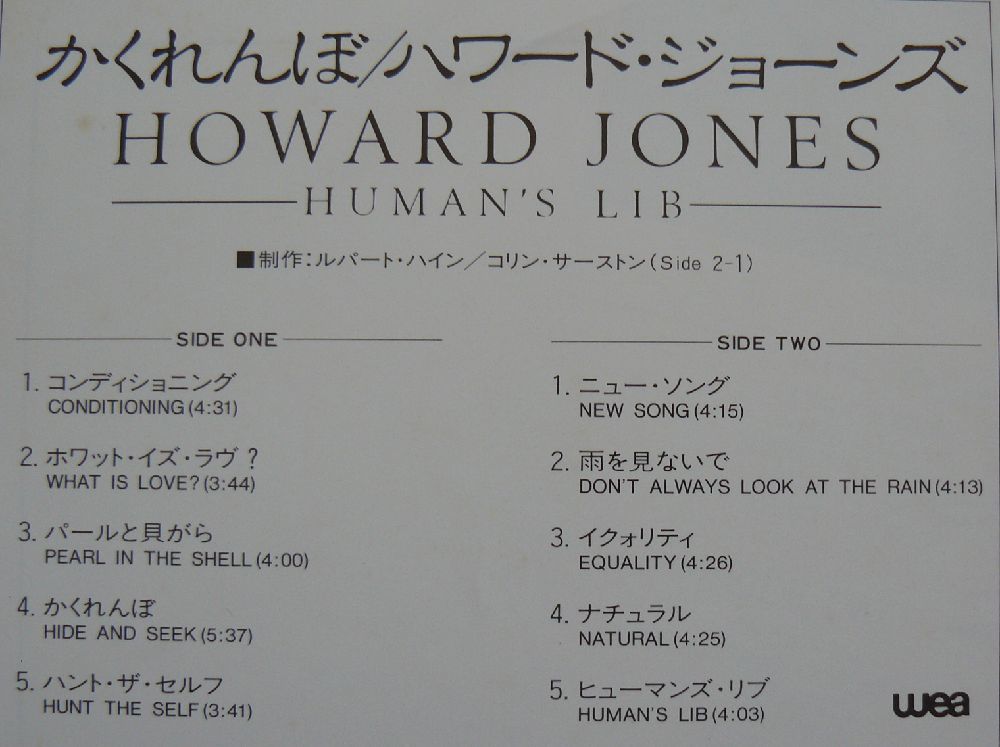 かくれんぼ/ハワード・ジョーンズ
HOWARD JONES
HUMAN'S LIB
■制作:ルパート・ハイン/コリン・サーストン(Side 2-1)
SIDE ONE
1. コンディショニング
CONDITIONING(4:31)
2. ホワット・イズ・ラヴ?
WHAT IS LOVE?(3:44)
3. パールと貝がら
PEARL IN THE SHELL(4:00)
4. かくれんぼ
HIDE AND SEEK(5:37)
5. ハント・ザ・セルフ
HUNT THE SELF(3:41)
SIDE TWO
1. ニュー・ソング
NEW SONG(4:15)
2. 雨を見ないで
DON'T ALWAYS LOOK AT THE RAIN(4:13)
3. イクォリティ
EQUALITY(4:26)
4. ナチュラル
NATURAL(4:25)
5. ヒューマンズ・リブ
HUMAN'S LIB(4:03)
wea